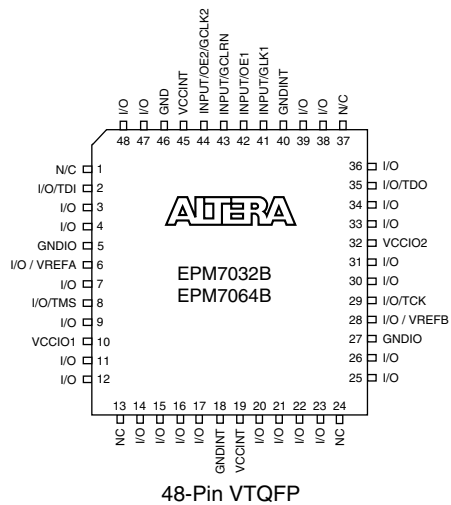 I/O
I/O
GND
VCCINT
INPUT/OE2/GCLK2
INPUT/GCLRN
INPUT/OE1
INPUT/GLK1
GNDINT
I/O
I/O
N/C
48 47 46 45 44 43 42 41 40 39 38 37
N/C 1
I/O/TDI 2
I/O 3
I/O 4
GNDIO 5
I/O / VREFA 6
I/O 7
I/O/TMS 8
I/O 9
VCCIO1 10
I/O 11
I/O 12
ALTERA
EPM7032B
EPM7064B
36 I/O
35 I/O/TDO
34 I/O
33 I/O
32 VCCIO2
31 I/O
30 I/O
29 I/O/TCK
28 I/O / VREFB
27 GNDIO
26 I/O
25 I/O
13 14 15 16 17 18 19 20 21 22 23 24
NC
I/O
I/O
I/O
I/O
GNDINT
VCCINT
I/O
I/O
I/O
I/O
NC
48-Pin VTQFP